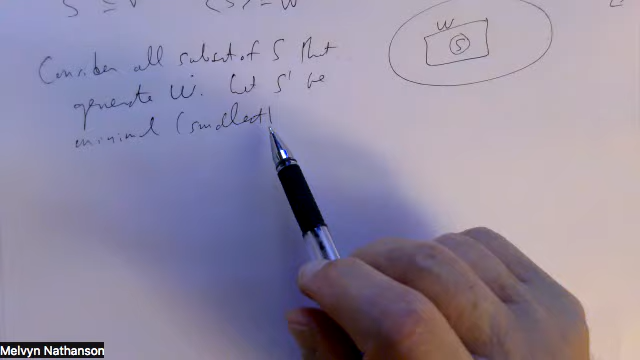 S ⊆ V   ⟨S⟩ = W
Consider all subset of S that
generate W. Let S' be
minimal (smallest)
W
S
Melvyn Nathanson